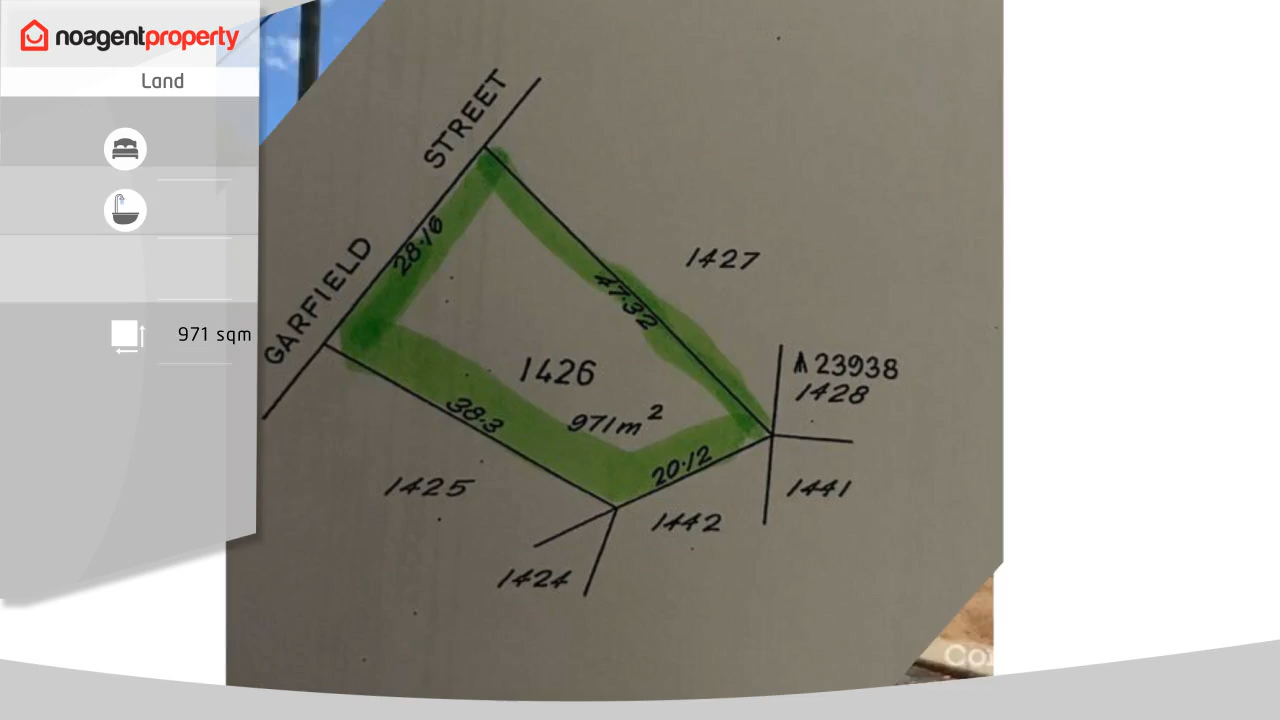 noagentproperty
Land
971 sqm
GARFIELD STREET
28.16
47.32
1427
1426
971m²
38.3
20.12
23938
1428
1425
1441
1442
1424